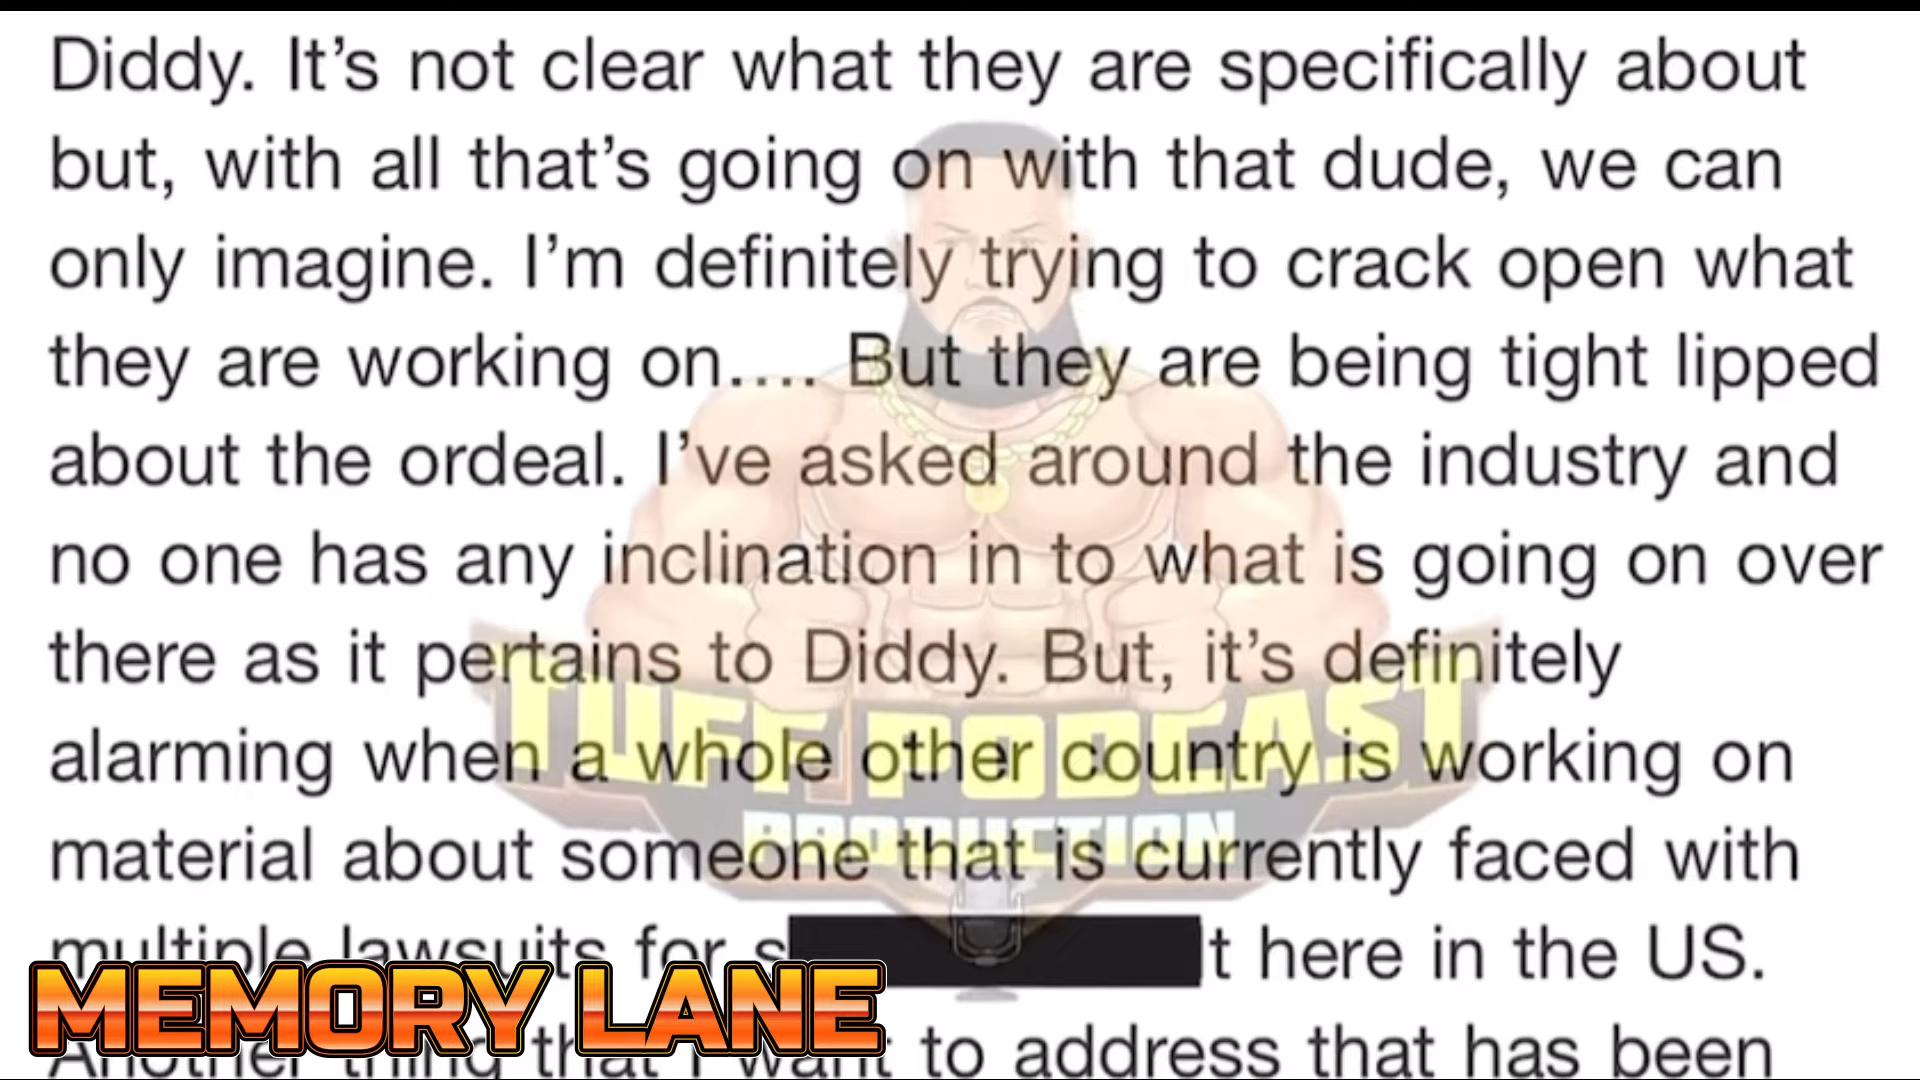 Diddy. It's not clear what they are specifically about
but, with all that's going on with that dude, we can
only imagine. I'm definitely trying to crack open what
they are working on.... But they are being tight lipped
about the ordeal. I've asked around the industry and
no one has any inclination in to what is going on over
there as it pertains to Diddy. But, it's definitely
alarming when a whole other country is working on
material about someone that is currently faced with
multiple lawsuits for s t here in the US.
Another thing that I want to address that has been
TUFF PODCAST
PRODUCTION
MEMORY LANE